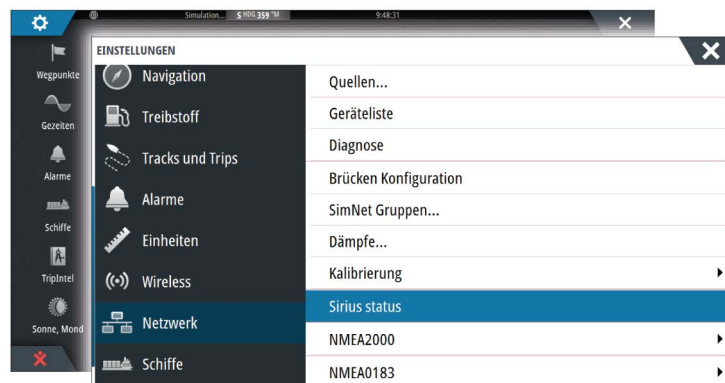 Simulation... S HDG 359 °M 9:48:31
EINSTELLUNGEN
Wegpunkte
Gezeiten
Alarme
Schiffe
TripIntel
Sonne, Mond
Navigation
Treibstoff
Tracks und Trips
Alarme
Einheiten
Wireless
Netzwerk
Schiffe
Quellen...
Geräteliste
Diagnose
Brücken Konfiguration
SimNet Gruppen...
Dämpfe...
Kalibrierung
Sirius status
NMEA2000
NMEA0183